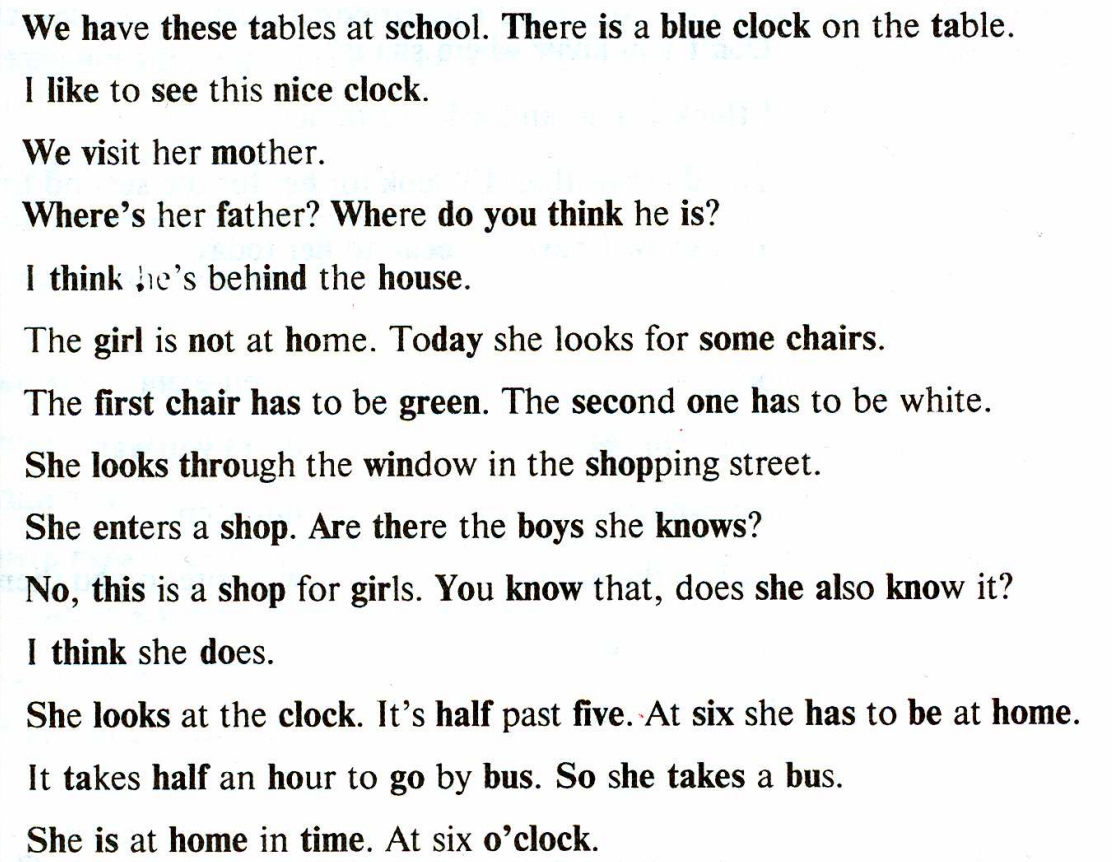 We have these tables at school. There is a blue clock on the table.
I like to see this nice clock.
We visit her mother.
Where's her father? Where do you think he is?
I think he's behind the house.
The girl is not at home. Today she looks for some chairs.
The first chair has to be green. The second one has to be white.
She looks through the window in the shopping street.
She enters a shop. Are there the boys she knows?
No, this is a shop for girls. You know that, does she also know it?
I think she does.
She looks at the clock. It's half past five. At six she has to be at home.
It takes half an hour to go by bus. So she takes a bus.
She is at home in time. At six o'clock.